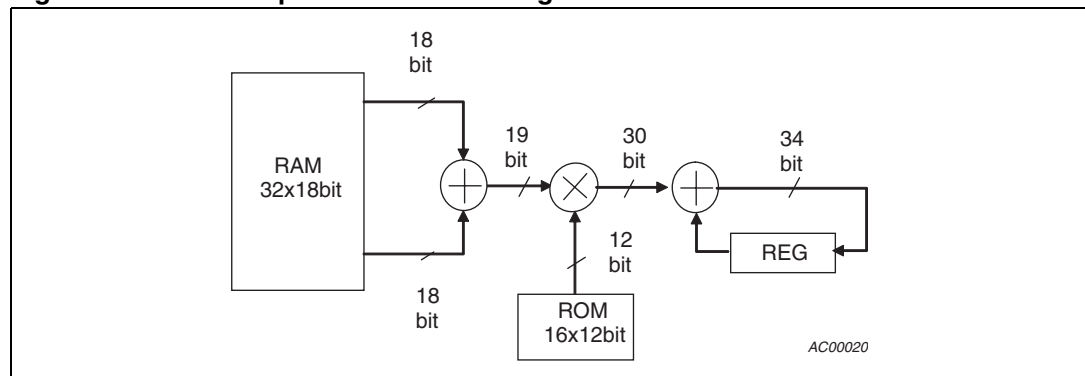 18
bit
RAM
32x18bit
19
bit
30
bit
34
bit
REG
12
bit
18
bit
ROM
16x12bit
AC00020